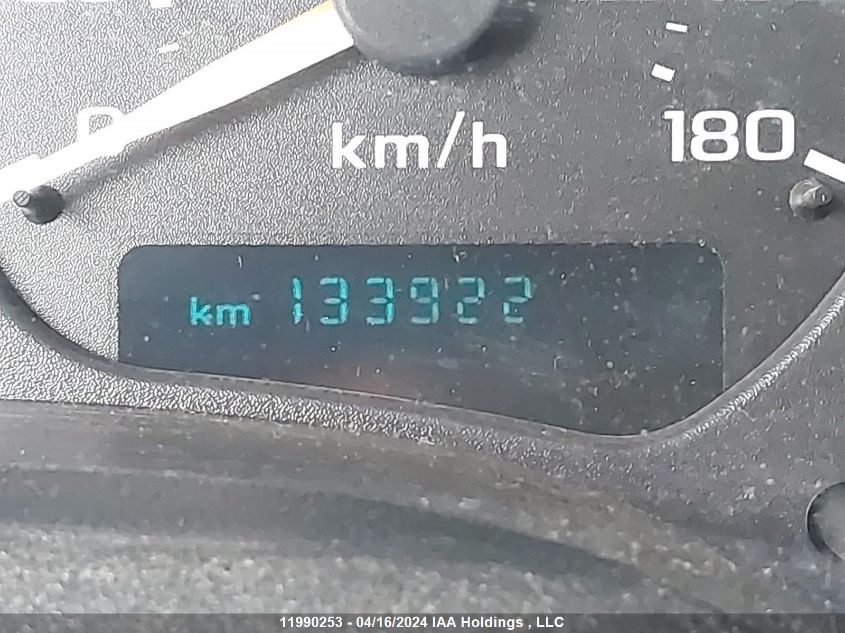 km/h 180
km 133922
11990253 - 04/16/2024 IAA Holdings , LLC